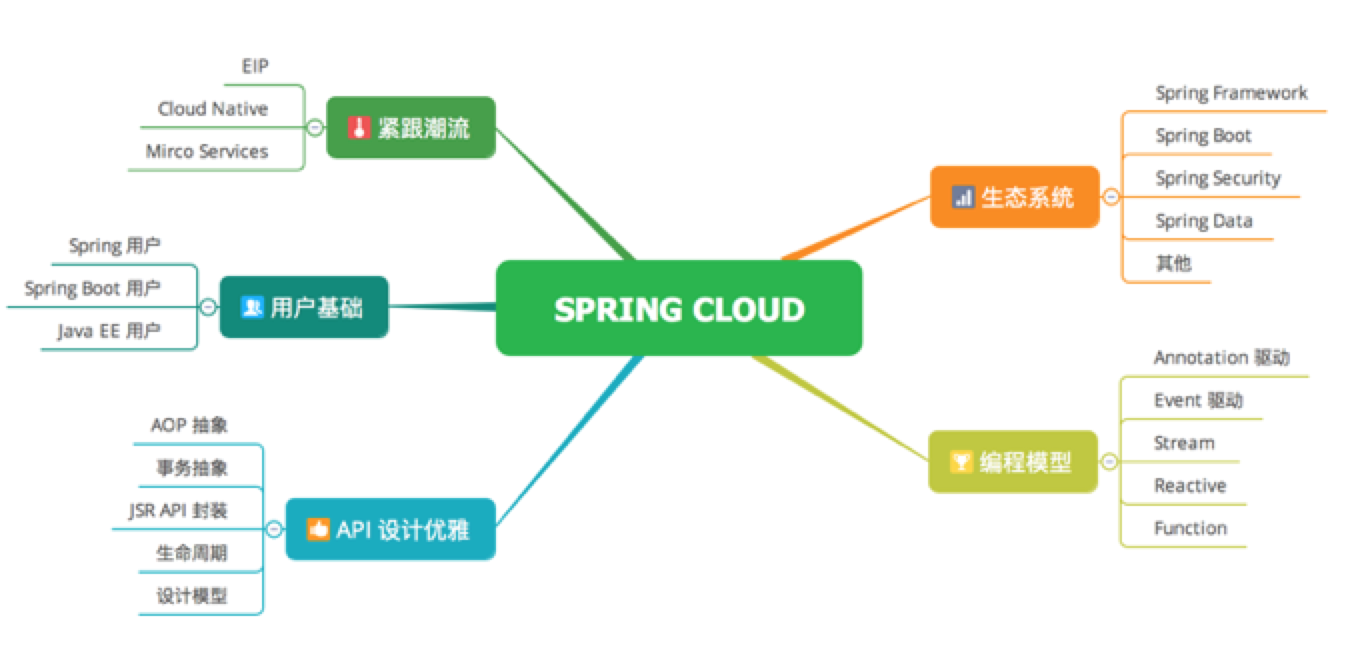 EIP
Cloud Native
Mirco Services
紧跟潮流
Spring 用户
Spring Boot 用户
Java EE 用户
用户基础
AOP 抽象
事务抽象
JSR API 封装
生命周期
设计模型
API 设计优雅
SPRING CLOUD
生态系统
Spring Framework
Spring Boot
Spring Security
Spring Data
其他
编程模型
Annotation 驱动
Event 驱动
Stream
Reactive
Function